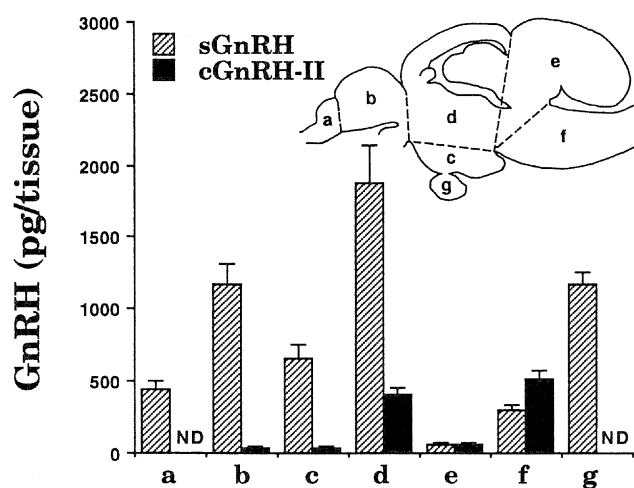 GnRH (pg/tissue)
3000
2500
2000
1500
1000
500
0
sGnRH
cGnRH-II
a
b
c
d
e
f
g
ND
ND
a b c d e f g